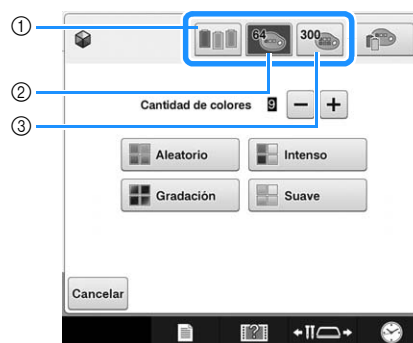 ①
64
300
②
③
Cantidad de colores 9 − +
Aleatorio
Intenso
Gradación
Suave
Cancelar